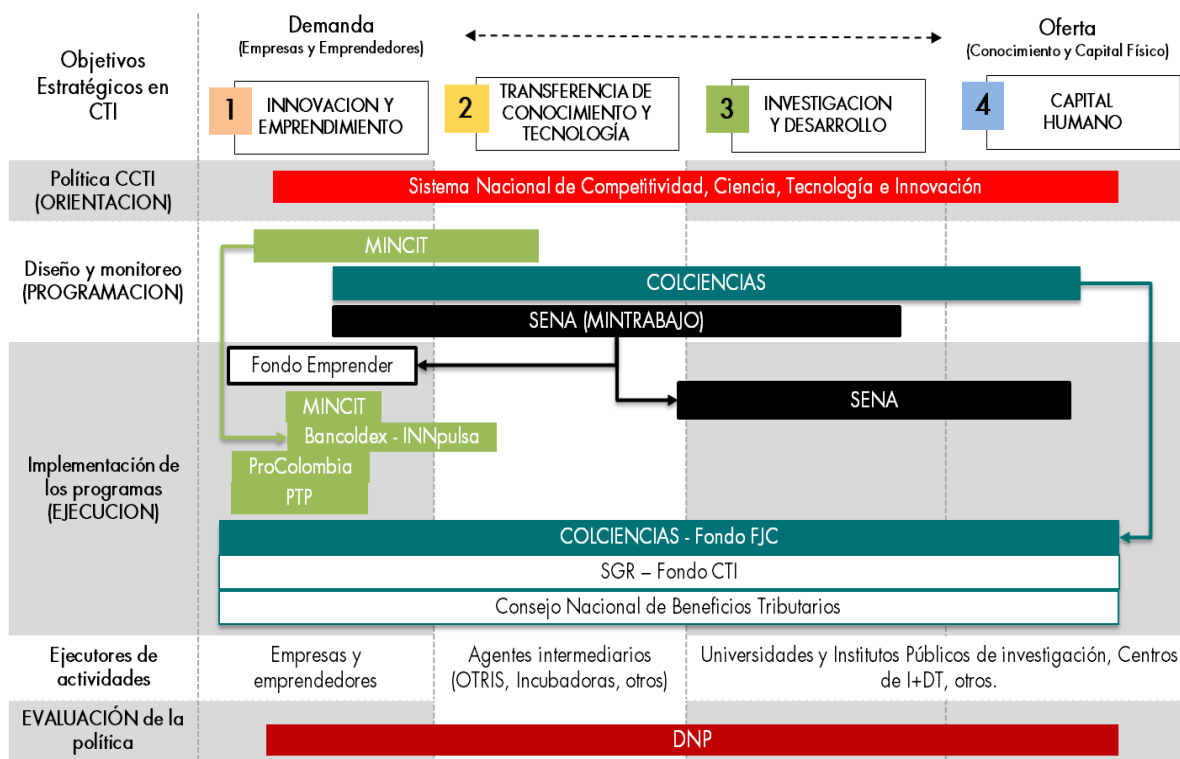 Objetivos
Estratégicos en
CTI
Demanda
(Empresas y Emprendedores)
Oferta
(Conocimiento y Capital Físico)
1
INNOVACION Y
EMPRENDIMIENTO
2
TRANSFERENCIA DE
CONOCIMIENTO Y
TECNOLOGÍA
3
INVESTIGACION
Y DESARROLLO
4
CAPITAL
HUMANO
Política CCTI
(ORIENTACION)
Sistema Nacional de Competitividad, Ciencia, Tecnología e Innovación
Diseño y monitoreo
(PROGRAMACION)
MINCIT
COLCIENCIAS
SENA (MINTRABAJO)
Implementación de
los programas
(EJECUCION)
Fondo Emprender
SENA
MINCIT
Bancoldex - INNpulsa
ProColombia
PTP
COLCIENCIAS - Fondo FJC
SGR – Fondo CTI
Consejo Nacional de Beneficios Tributarios
Ejecutores de
actividades
Empresas y
emprendedores
Agentes intermediarios
(OTRIS, Incubadoras, otros)
Universidades y Institutos Públicos de investigación, Centros
de I+DT, otros.
EVALUACIÓN de la
política
DNP